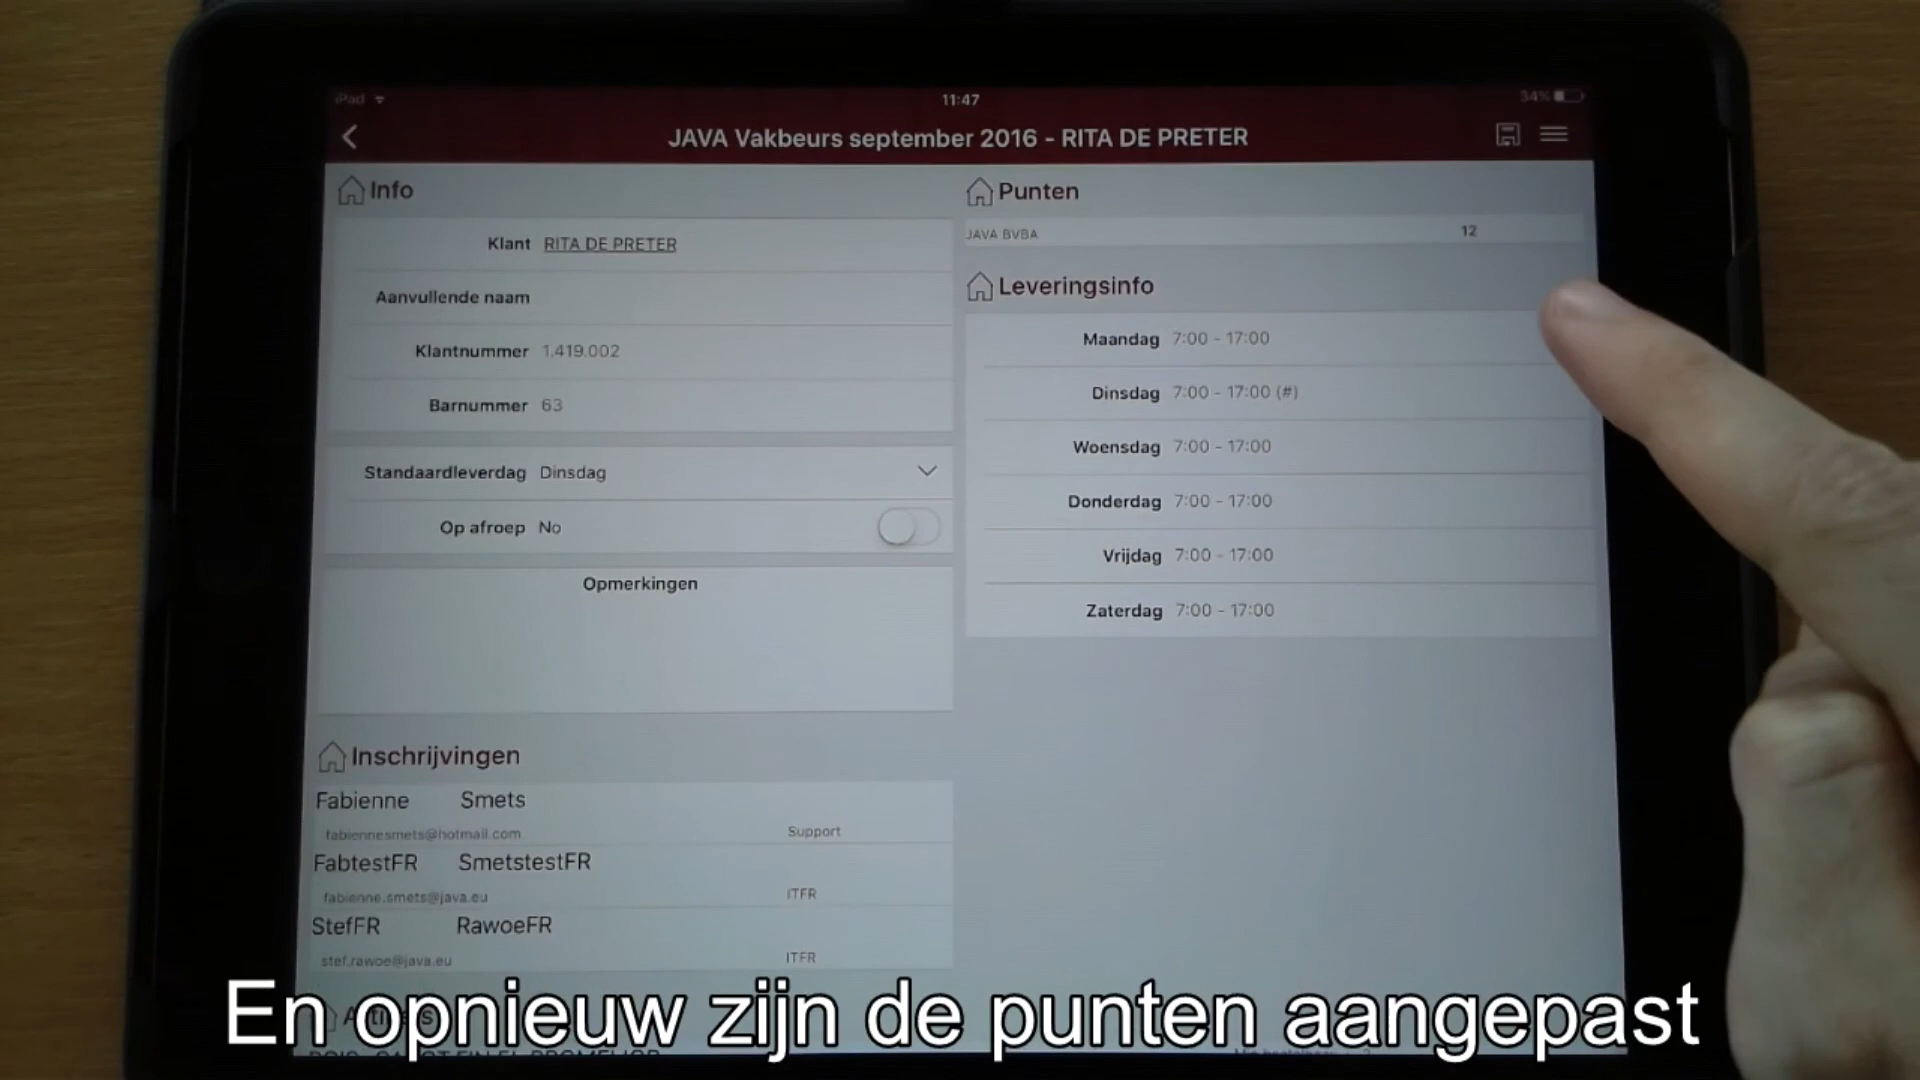 iPad
11:47
34%
JAVA Vakbeurs september 2016 - RITA DE PRETER
Info
Klant RITA DE PRETER
Aanvullende naam
Klantnummer 1.419.002
Barnummer 63
Standaardleverdag Dinsdag
Op afroep No
Opmerkingen
Inschrijvingen
Fabienne Smets
fabiennesmets@hotmail.com Support
FabtestFR SmetstestFR
fabienne.smets@java.eu ITFR
StefFR RawoeFR
stef.rawoe@java.eu ITFR
Punten
JAVA BVBA 12
Leveringsinfo
Maandag 7:00 - 17:00
Dinsdag 7:00 - 17:00 (#)
Woensdag 7:00 - 17:00
Donderdag 7:00 - 17:00
Vrijdag 7:00 - 17:00
Zaterdag 7:00 - 17:00
En opnieuw zijn de punten aangepast